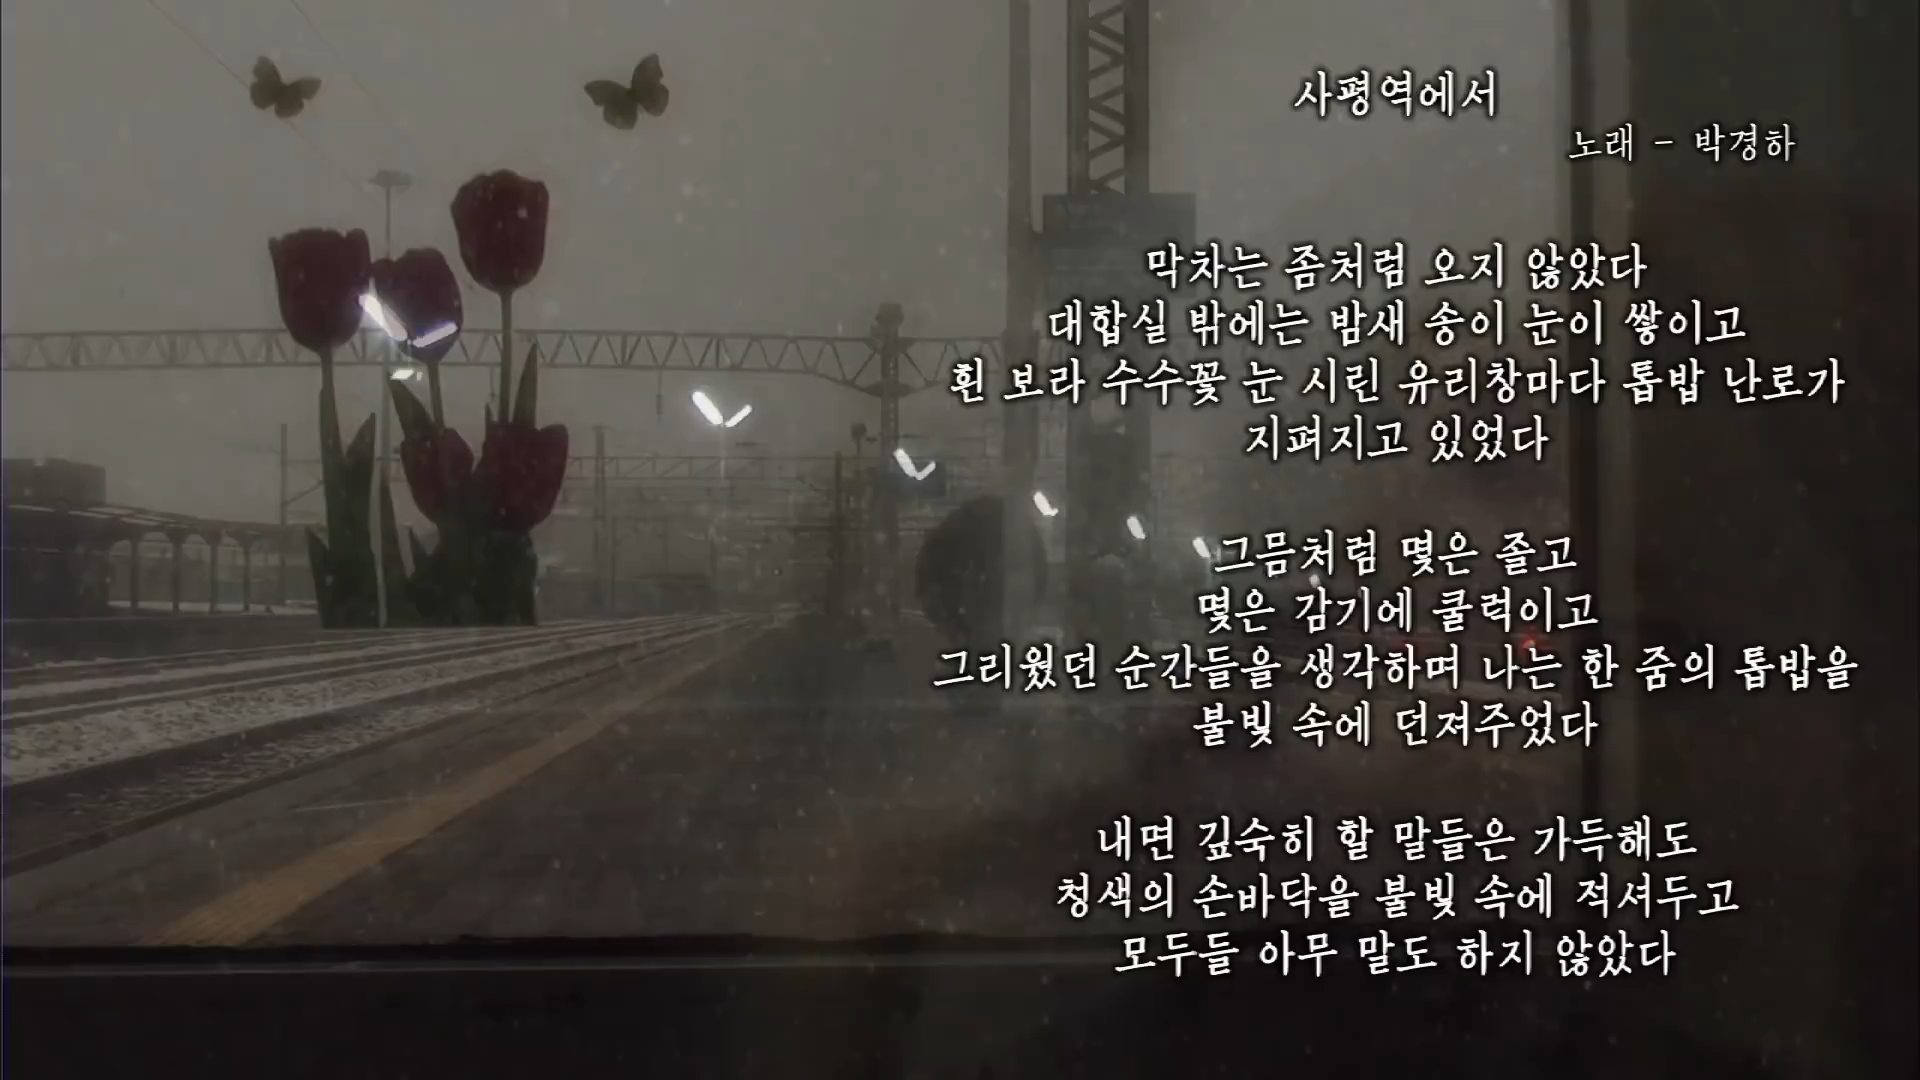 사평역에서
노래 - 박경하
막차는 좀처럼 오지 않았다
대합실 밖에는 밤새 송이 눈이 쌓이고
흰 보라 수수꽃 눈 시린 유리창마다 톱밥 난로가
지펴지고 있었다
그믐처럼 몇은 졸고
몇은 감기에 쿨럭이고
그리웠던 순간들을 생각하며 나는 한 줌의 톱밥을
불빛 속에 던져주었다
내면 깊숙히 할 말들은 가득해도
청색의 손바닥을 불빛 속에 적셔두고
모두들 아무 말도 하지 않았다